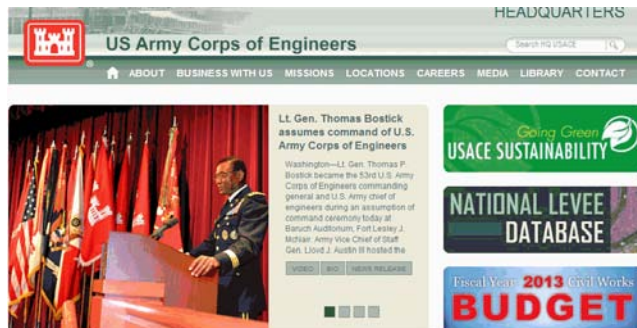 HEADQUARTERS
US Army Corps of Engineers
®
Search HQ USACE
ABOUT BUSINESS WITH US MISSIONS LOCATIONS CAREERS MEDIA LIBRARY CONTACT
Lt. Gen. Thomas Bostick
assumes command of U.S.
Army Corps of Engineers
Washington—Lt. Gen. Thomas P.
Bostick became the 53rd U.S. Army
Corps of Engineers commanding
general and U.S. Army chief of
engineers during an assumption of
command ceremony today at
Baruch Auditorium, Fort Lesley J.
McNair. Army Vice Chief of Staff
Gen. Lloyd J. Austin III hosted the
VIDEO BIO NEWS RELEASE
Going Green
USACE SUSTAINABILITY
NATIONAL LEVEE
DATABASE
Fiscal Year 2013 Civil Works
BUDGET